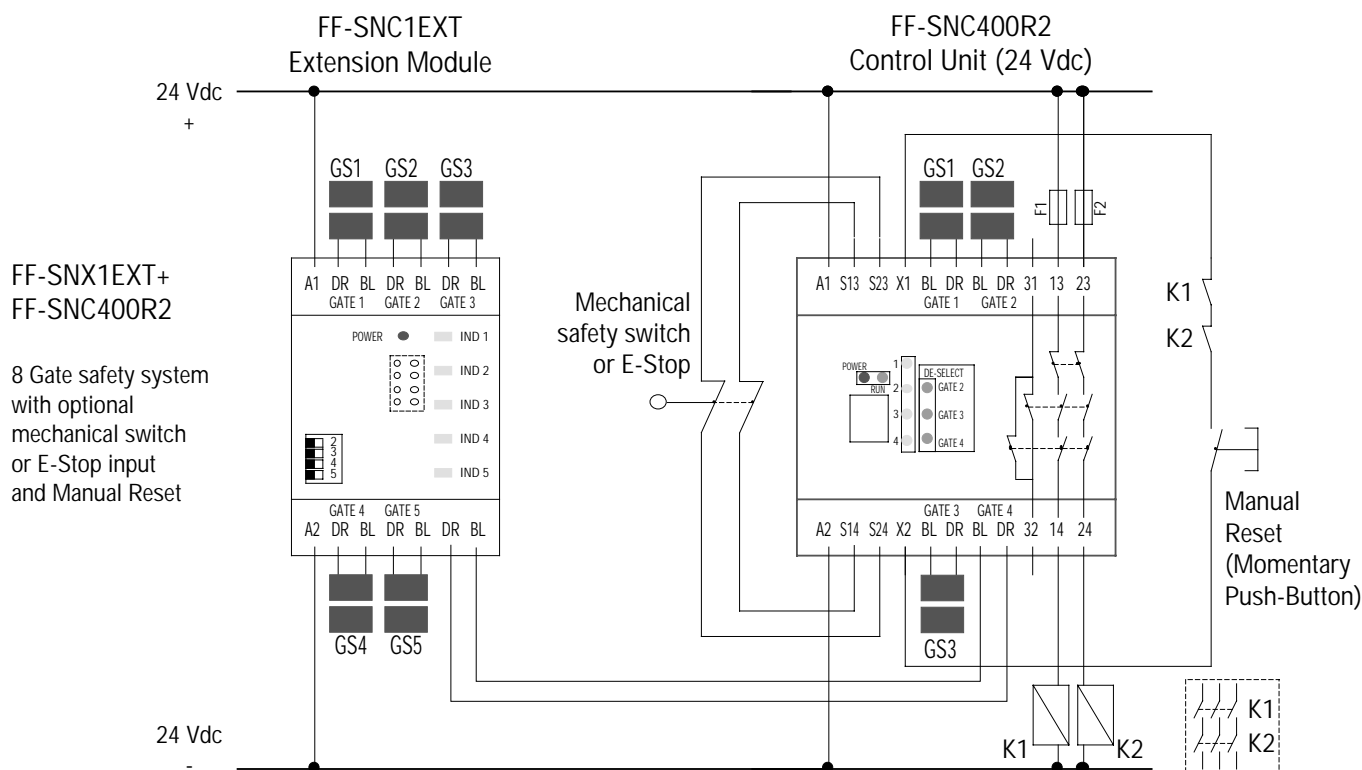 FF-SNC1EXT
Extension Module
FF-SNC400R2
Control Unit (24 Vdc)
24 Vdc
+
GS1 GS2 GS3
GS1 GS2
F1
F2
FF-SNX1EXT+
FF-SNC400R2
8 Gate safety system
with optional
mechanical switch
or E-Stop input
and Manual Reset
A1 DR BL DR BL DR BL
GATE 1 GATE 2 GATE 3
POWER
IND 1
IND 2
IND 3
IND 4
IND 5
2
3
4
5
GATE 4 GATE 5
A2 DR BL DR BL DR BL
GS4 GS5
Mechanical
safety switch
or E-Stop
A1 S13 S23 X1 BL DR BL DR 31 13 23
GATE 1 GATE 2
POWER
RUN
1
2
3
4
DE-SELECT
GATE 2
GATE 3
GATE 4
GATE 3 GATE 4
A2 S14 S24 X2 BL DR BL DR 32 14 24
GS3
K1
K2
Manual
Reset
(Momentary
Push-Button)
K1
K2
K1
K2
24 Vdc
-